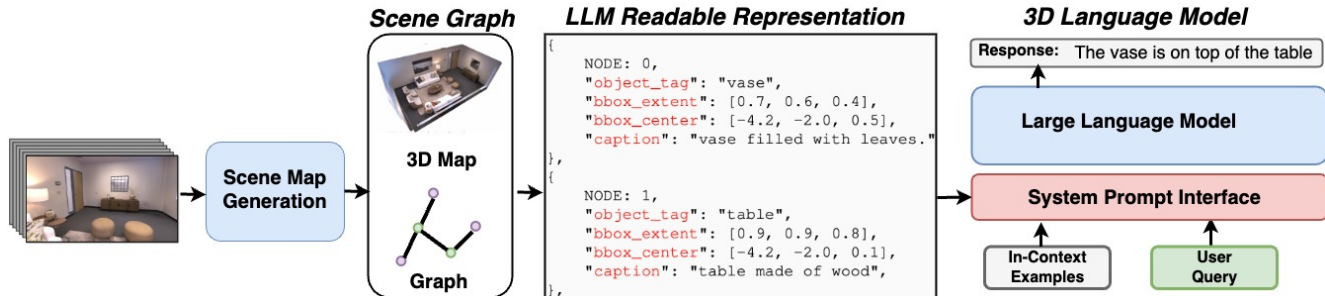 Scene Graph
LLM Readable Representation
3D Language Model
Scene Map
Generation
3D Map
Graph
{
NODE: 0,
"object_tag": "vase",
"bbox_extent": [0.7, 0.6, 0.4],
"bbox_center": [-4.2, -2.0, 0.5],
"caption": "vase filled with leaves."
},
{
NODE: 1,
"object_tag": "table",
"bbox_extent": [0.9, 0.9, 0.8],
"bbox_center": [-4.2, -2.0, 0.1],
"caption": "table made of wood",
},
Response: The vase is on top of the table
Large Language Model
System Prompt Interface
In-Context
Examples
User
Query